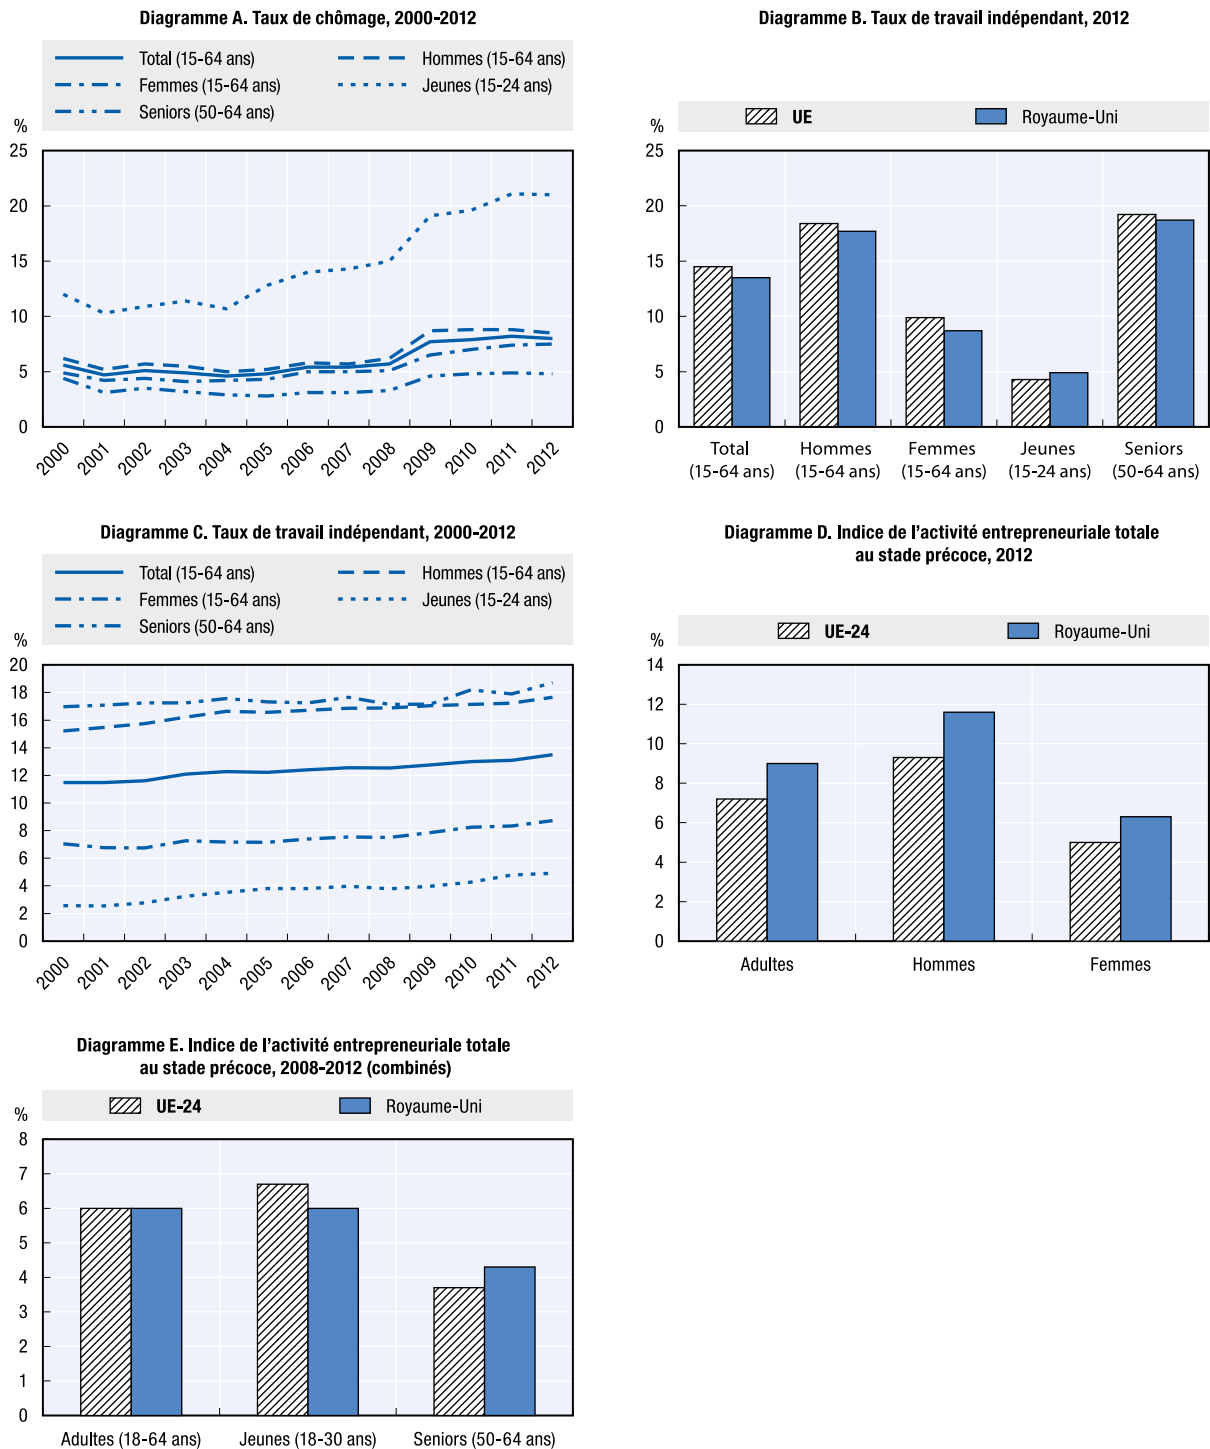 Diagramme A. Taux de chômage, 2000-2012
Total (15-64 ans)
Hommes (15-64 ans)
Femmes (15-64 ans)
Jeunes (15-24 ans)
Seniors (50-64 ans)
%
25
20
15
10
5
0
2000 2001 2002 2003 2004 2005 2006 2007 2008 2009 2010 2011 2012
Diagramme B. Taux de travail indépendant, 2012
UE
Royaume-Uni
%
25
20
15
10
5
0
Total Hommes Femmes Jeunes Seniors
(15-64 ans) (15-64 ans) (15-64 ans) (15-24 ans) (50-64 ans)
Diagramme C. Taux de travail indépendant, 2000-2012
Total (15-64 ans)
Hommes (15-64 ans)
Femmes (15-64 ans)
Jeunes (15-24 ans)
Seniors (50-64 ans)
%
20
18
16
14
12
10
8
6
4
2
0
2000 2001 2002 2003 2004 2005 2006 2007 2008 2009 2010 2011 2012
Diagramme D. Indice de l'activité entrepreneuriale totale
au stade précoce, 2012
UE-24
Royaume-Uni
%
14
12
10
8
6
4
2
0
Adultes Hommes Femmes
Diagramme E. Indice de l'activité entrepreneuriale totale
au stade précoce, 2008-2012 (combinés)
UE-24
Royaume-Uni
%
8
7
6
5
4
3
2
1
0
Adultes (18-64 ans) Jeunes (18-30 ans) Seniors (50-64 ans)